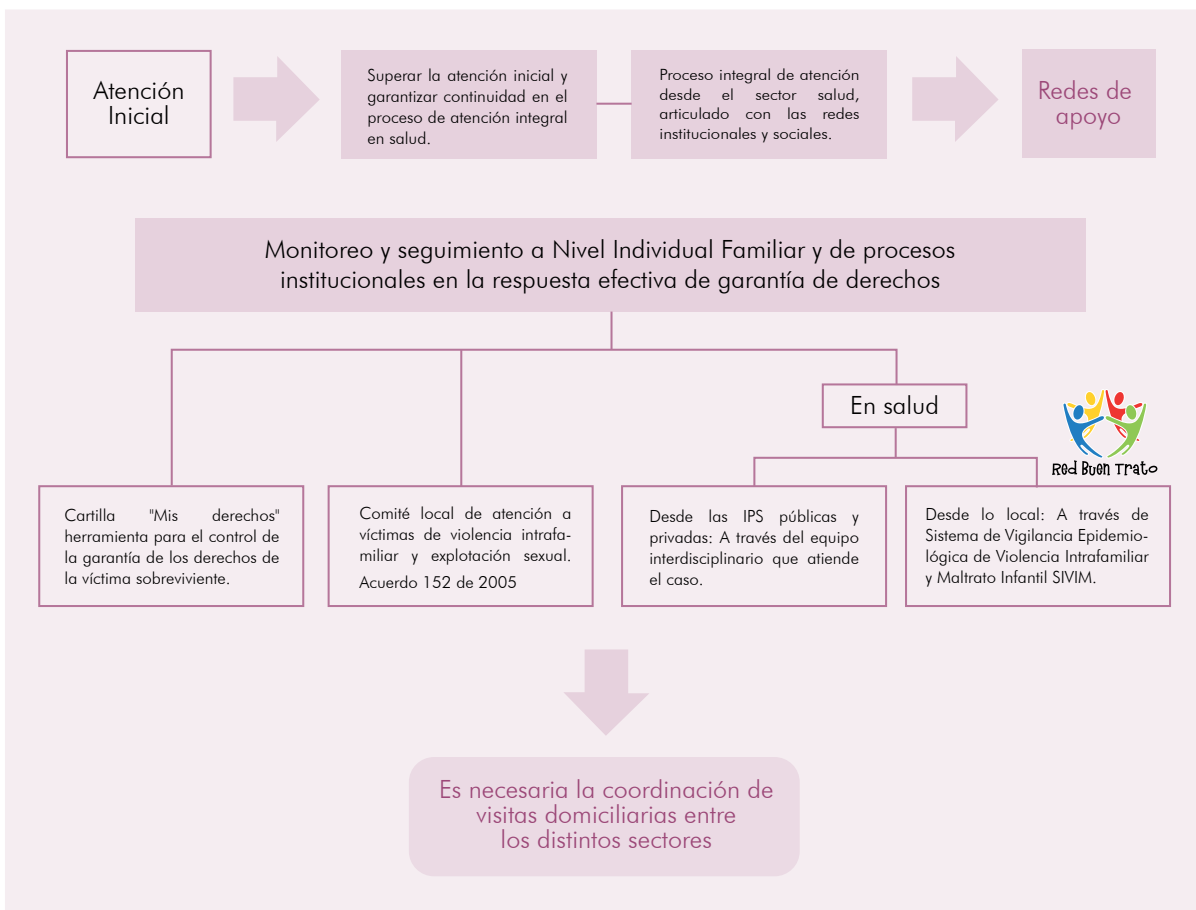 Atención
Inicial
Superar la atención inicial y
garantizar continuidad en el
proceso de atención integral
en salud.
Proceso integral de atención
desde el sector salud,
articulado con las redes
institucionales y sociales.
Redes de
apoyo
Monitoreo y seguimiento a Nivel Individual Familiar y de procesos
institucionales en la respuesta efectiva de garantía de derechos
En salud
Red Buen Trato
Cartilla "Mis derechos"
herramienta para el control de
la garantía de los derechos de
la víctima sobreviviente.
Comité local de atención a
víctimas de violencia intrafa-
miliar y explotación sexual.
Acuerdo 152 de 2005
Desde las IPS públicas y
privadas: A través del equipo
interdisciplinario que atiende
el caso.
Desde lo local: A través de
Sistema de Vigilancia Epidemio-
lógica de Violencia Intrafamiliar
y Maltrato Infantil SIVIM.
Es necesaria la coordinación de
visitas domiciliarias entre
los distintos sectores